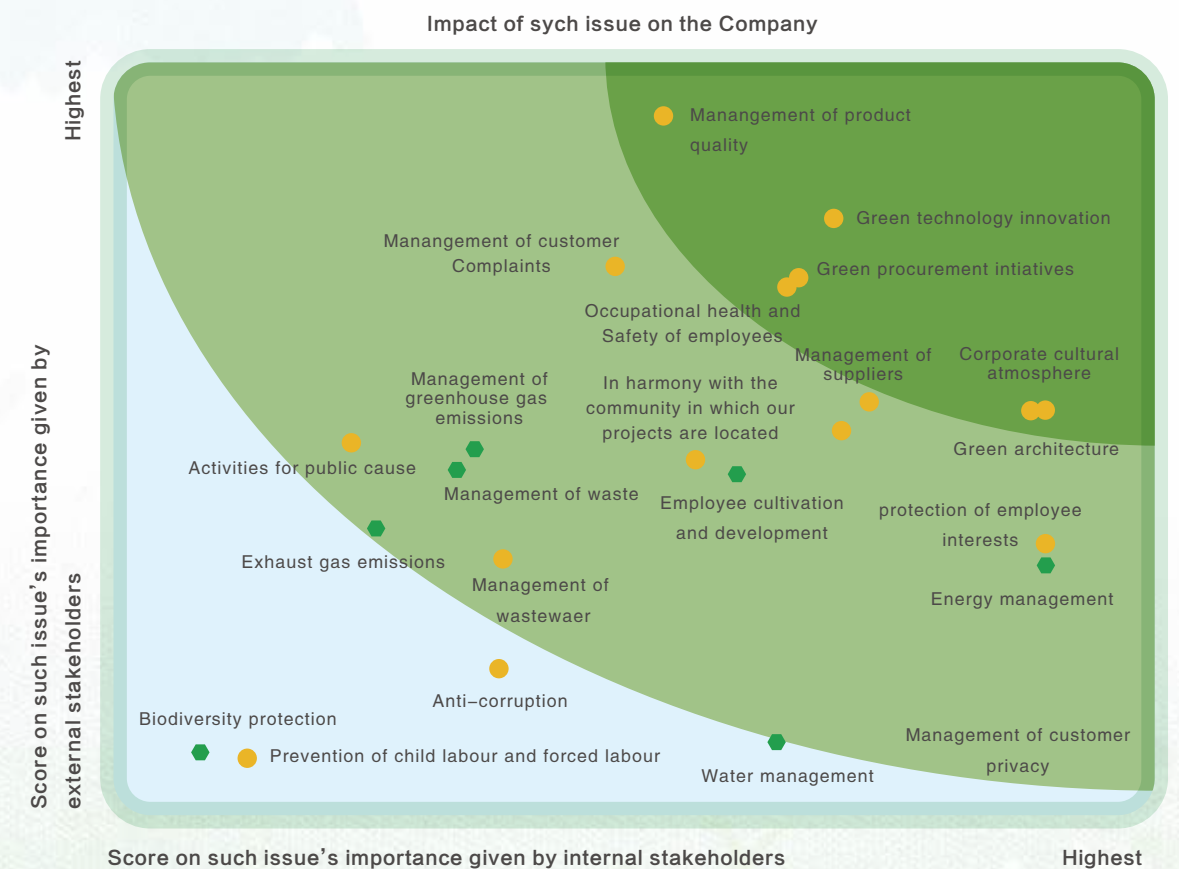 Impact of sych issue on the Company
Highest
Manangement of product
quality
Green technology innovation
Manangement of customer
Complaints
Green procurement intiatives
Occupational health and
Safety of employees
Management of
suppliers
Corporate cultural
atmosphere
Management of
greenhouse gas
emissions
In harmony with the
community in which our
projects are located
Green architecture
Activities for public cause
Management of waste
Employee cultivation
and development
protection of employee
interests
Exhaust gas emissions
Management of
wastewaer
Energy management
Anti–corruption
Biodiversity protection
Prevention of child labour and forced labour
Management of customer
privacy
Water management
Score on such issue’s importance given by
external stakeholders
Score on such issue’s importance given by internal stakeholders
Highest